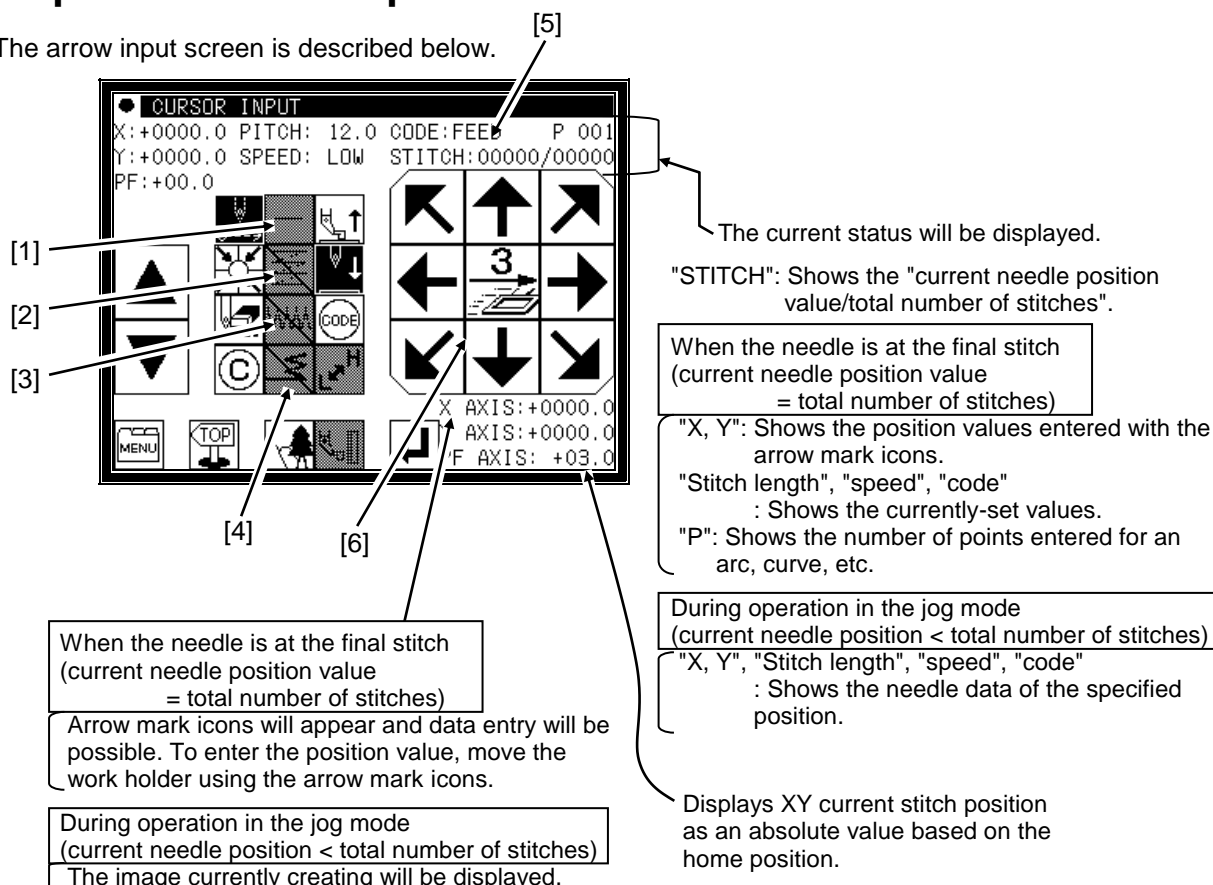 [5]
The arrow input screen is described below.
CURSOR INPUT
X:+0000.0 PITCH: 12.0 CODE:FEED P 001
Y:+0000.0 SPEED: LOW STITCH:00000/00000
PF:+00.0
[1]
[2]
[3]
3
CODE
C
H
L
MENU
TOP
X AXIS:+0000.0
AXIS:+0000.0
PF AXIS: +03.0
[4]
[6]
The current status will be displayed.
"STITCH": Shows the "current needle position
value/total number of stitches".
When the needle is at the final stitch
(current needle position value
= total number of stitches)
"X, Y": Shows the position values entered with the
arrow mark icons.
"Stitch length", "speed", "code"
: Shows the currently-set values.
"P": Shows the number of points entered for an
arc, curve, etc.
During operation in the jog mode
(current needle position < total number of stitches)
"X, Y", "Stitch length", "speed", "code"
: Shows the needle data of the specified
position.
When the needle is at the final stitch
(current needle position value
= total number of stitches)
Arrow mark icons will appear and data entry will be
possible. To enter the position value, move the
work holder using the arrow mark icons.
During operation in the jog mode
(current needle position < total number of stitches)
The image currently creating will be displayed.
Displays XY current stitch position
as an absolute value based on the
home position.